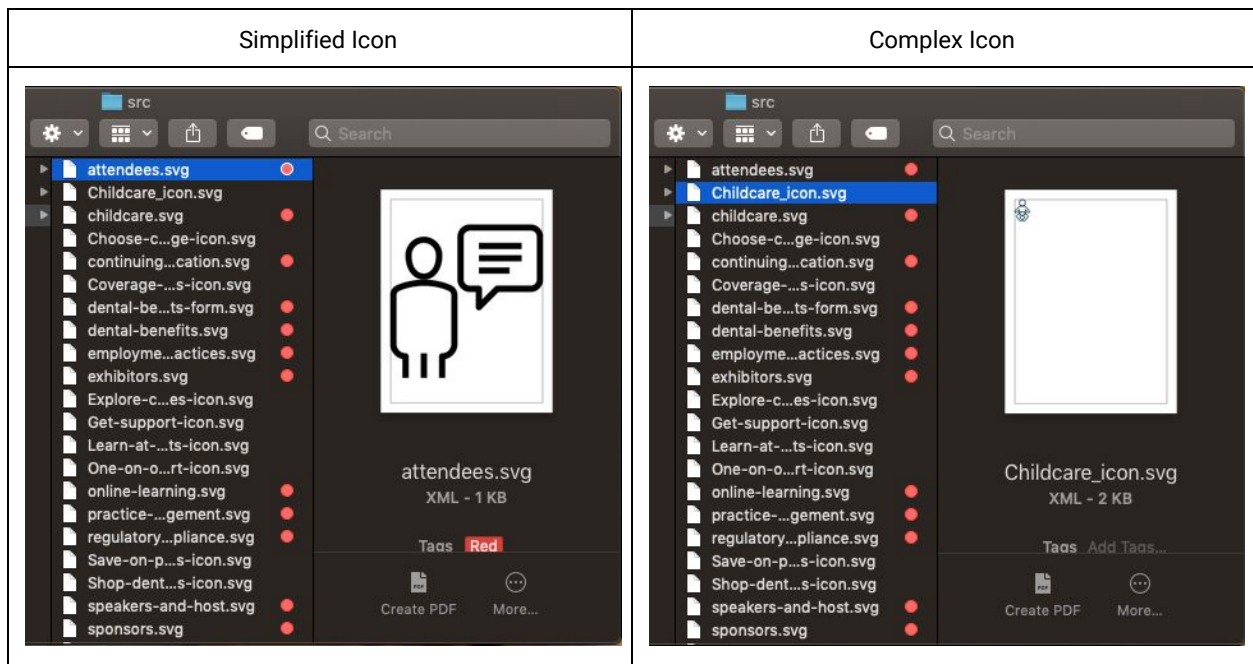 Simplified Icon
Complex Icon
src
Search
attendees.svg
Childcare_icon.svg
childcare.svg
Choose-c...ge-icon.svg
continuing...cation.svg
Coverage-...s-icon.svg
dental-be...ts-form.svg
dental-benefits.svg
employme...actices.svg
exhibitors.svg
Explore-c...es-icon.svg
Get-support-icon.svg
Learn-at-...ts-icon.svg
One-on-o...rt-icon.svg
online-learning.svg
practice-...gement.svg
regulatory...pliance.svg
Save-on-p...s-icon.svg
Shop-dent...s-icon.svg
speakers-and-host.svg
sponsors.svg
attendees.svg
XML - 1 KB
Tags Red
PDF
Create PDF
More...
src
Search
attendees.svg
Childcare_icon.svg
childcare.svg
Choose-c...ge-icon.svg
continuing...cation.svg
Coverage-...s-icon.svg
dental-be...ts-form.svg
dental-benefits.svg
employme...actices.svg
exhibitors.svg
Explore-c...es-icon.svg
Get-support-icon.svg
Learn-at-...ts-icon.svg
One-on-o...rt-icon.svg
online-learning.svg
practice-...gement.svg
regulatory...pliance.svg
Save-on-p...s-icon.svg
Shop-dent...s-icon.svg
speakers-and-host.svg
sponsors.svg
Childcare_icon.svg
XML - 2 KB
Tags Add Tags...
PDF
Create PDF
More...